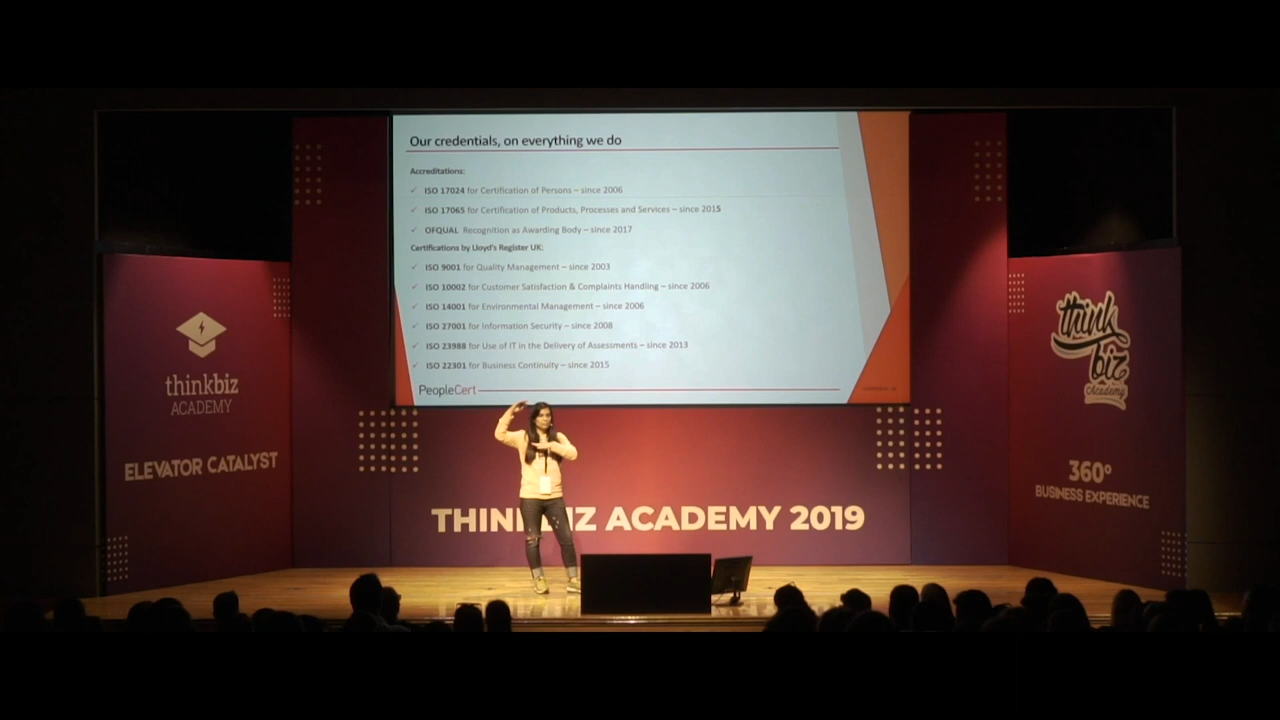 Our credentials, on everything we do
Accreditations:
✓ ISO 17024 for Certification of Persons – since 2006
✓ ISO 17065 for Certification of Products, Processes and Services – since 2015
✓ OFQUAL Recognition as Awarding Body – since 2017
Certifications by Lloyd's Register UK:
✓ ISO 9001 for Quality Management – since 2003
✓ ISO 10002 for Customer Satisfaction & Complaints Handling – since 2006
✓ ISO 14001 for Environmental Management – since 2006
✓ ISO 27001 for Information Security – since 2008
✓ ISO 23988 for Use of IT in the Delivery of Assessments – since 2013
✓ ISO 22301 for Business Continuity – since 2015
PeopleCert
thinkbiz
ACADEMY
ELEVATOR CATALYST
THINKBIZ ACADEMY 2019
think
biz
Academy
360°
BUSINESS EXPERIENCE